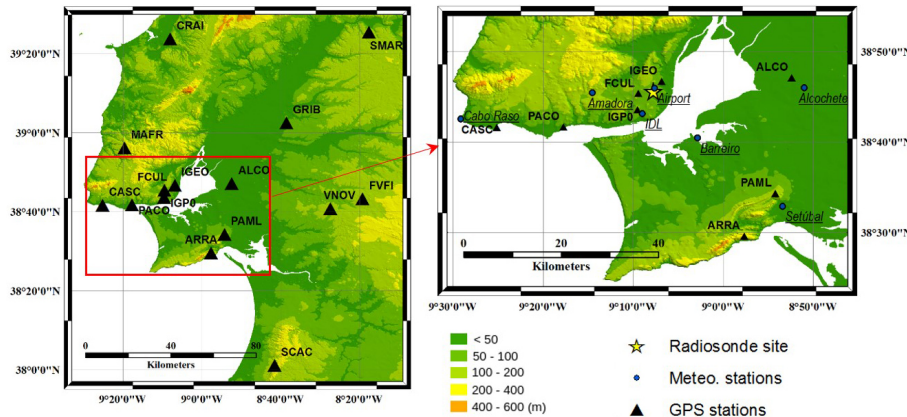 CRAI
SMAR
GRIB
MAFR
IGEO
FCUL
ALCO
CASC
VNOV
FVFI
PACO
IGP0
PAML
ARRA
SCAC
39°20'0"N
39°0'0"N
38°40'0"N
38°20'0"N
38°0'0"N
0 40 80
Kilometers
9°20'0"W 9°0'0"W 8°40'0"W 8°20'0"W
38°50'0"N
38°40'0"N
38°30'0"N
IGEO
ALCO
FCUL
Airport
Alcochete
Amadora
Cabo Raso
PACO
IGP0
IDL
CASC
Barreiro
PAML
Setúbal
ARRA
0 20 40
Kilometers
9°30'0"W 9°20'0"W 9°10'0"W 9°0'0"W 8°50'0"W
< 50
50 - 100
100 - 200
200 - 400
400 - 600 (m)
Radiosonde site
Meteo. stations
GPS stations